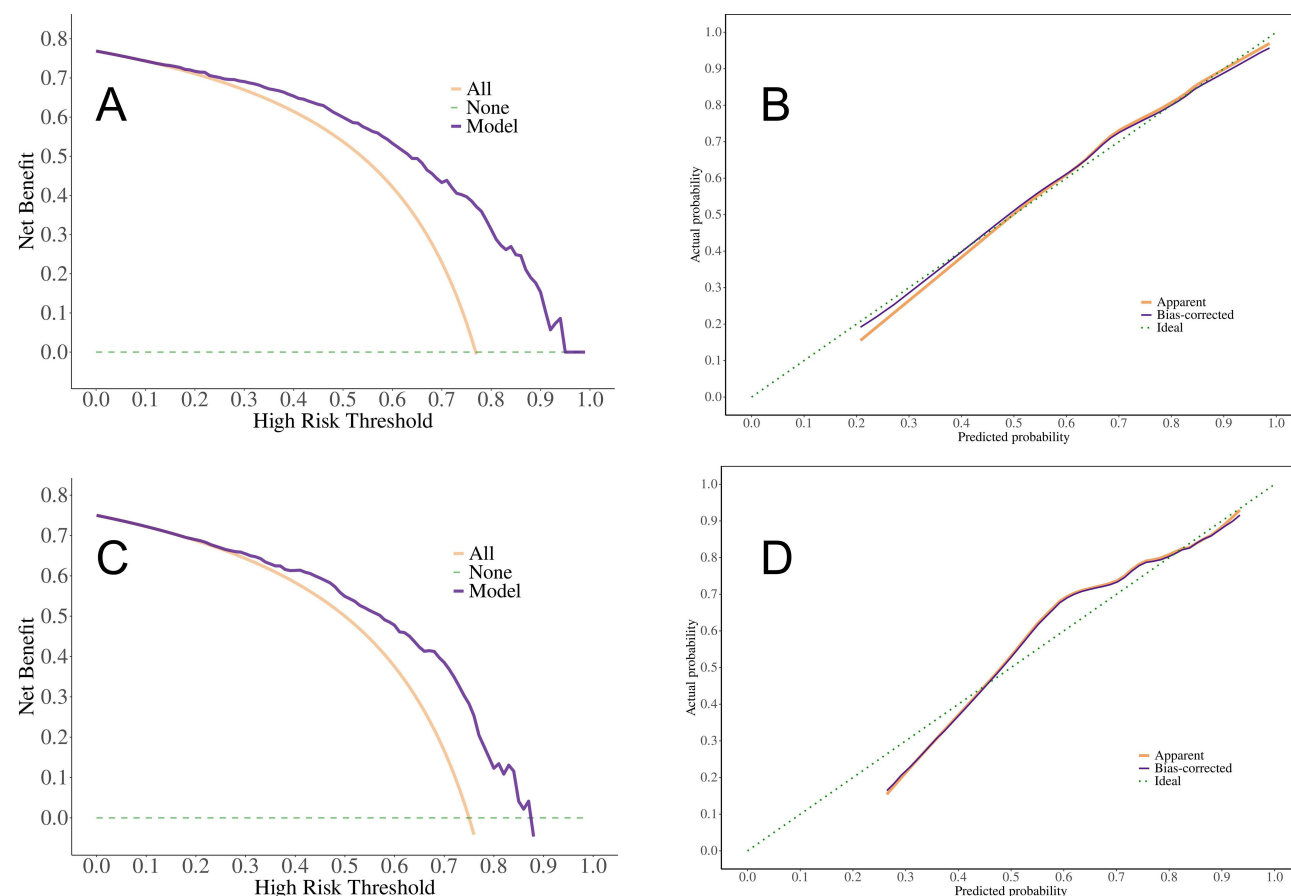 A
Net Benefit
0.8
0.7
0.6
0.5
0.4
0.3
0.2
0.1
0.0
All
None
Model
0.0 0.1 0.2 0.3 0.4 0.5 0.6 0.7 0.8 0.9 1.0
High Risk Threshold
B
Actual probability
1.0
0.9
0.8
0.7
0.6
0.5
0.4
0.3
0.2
0.1
0.0
Apparent
Bias-corrected
Ideal
0.0 0.1 0.2 0.3 0.4 0.5 0.6 0.7 0.8 0.9 1.0
Predicted probability
C
Net Benefit
0.8
0.7
0.6
0.5
0.4
0.3
0.2
0.1
0.0
All
None
Model
0.0 0.1 0.2 0.3 0.4 0.5 0.6 0.7 0.8 0.9 1.0
High Risk Threshold
D
Actual probability
1.0
0.9
0.8
0.7
0.6
0.5
0.4
0.3
0.2
0.1
0.0
Apparent
Bias-corrected
Ideal
0.0 0.1 0.2 0.3 0.4 0.5 0.6 0.7 0.8 0.9 1.0
Predicted probability